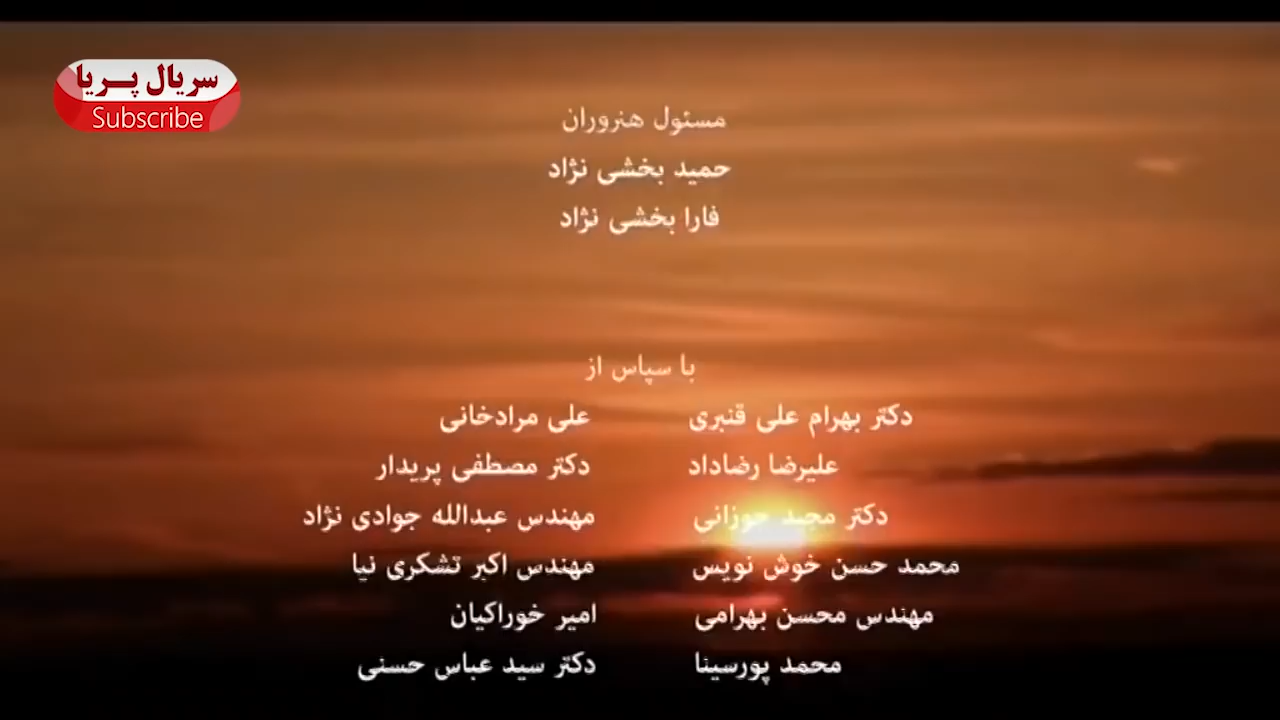 سریال پریا
Subscribe
مسئول هنروران
حمید بخشی نژاد
فارا بخشی نژاد
با سپاس از
دکتر بهرام علی قنبری علی مرادخانی
علیرضا رضاداد دکتر مصطفی پریدار
دکتر مجید جوزانی مهندس عبدالله جوادی نژاد
محمد حسن خوش نویس مهندس اکبر تشکری نیا
مهندس محسن بهرامی امیر خوراکیان
محمد پورسینا دکتر سید عباس حسنی